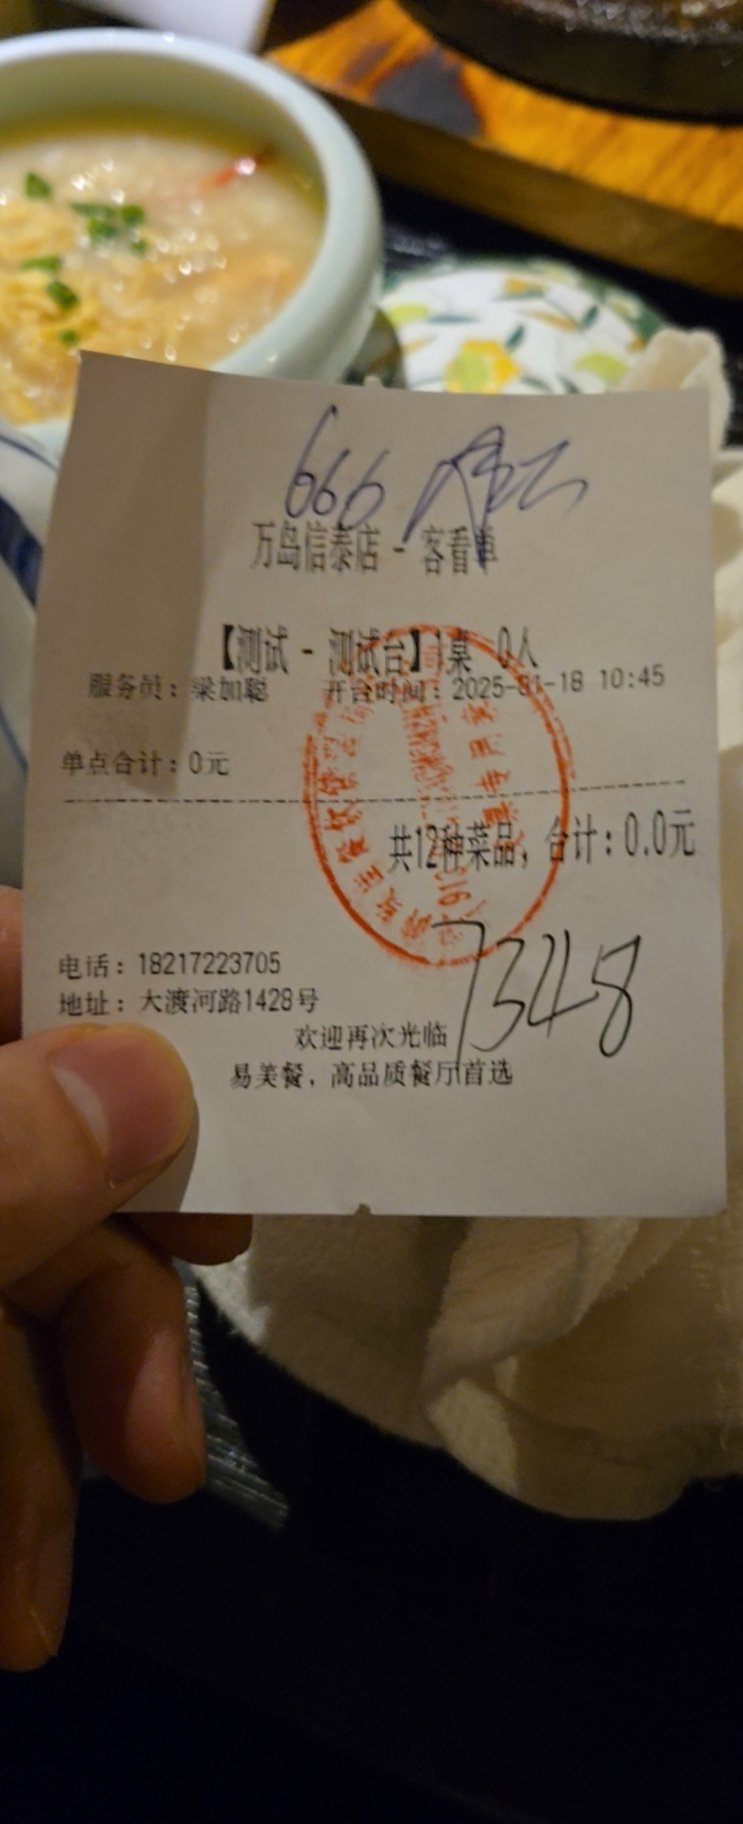 666
万岛信泰店 - 客看单
【测试 - 测试台】1桌 0人
服务员：梁加聪 开台时间：2025-01-18 10:45
单点合计：0元
共12种菜品，合计：0.0元
7348
电话：18217223705
地址：大渡河路1428号
欢迎再次光临
易美餐，高品质餐厅首选